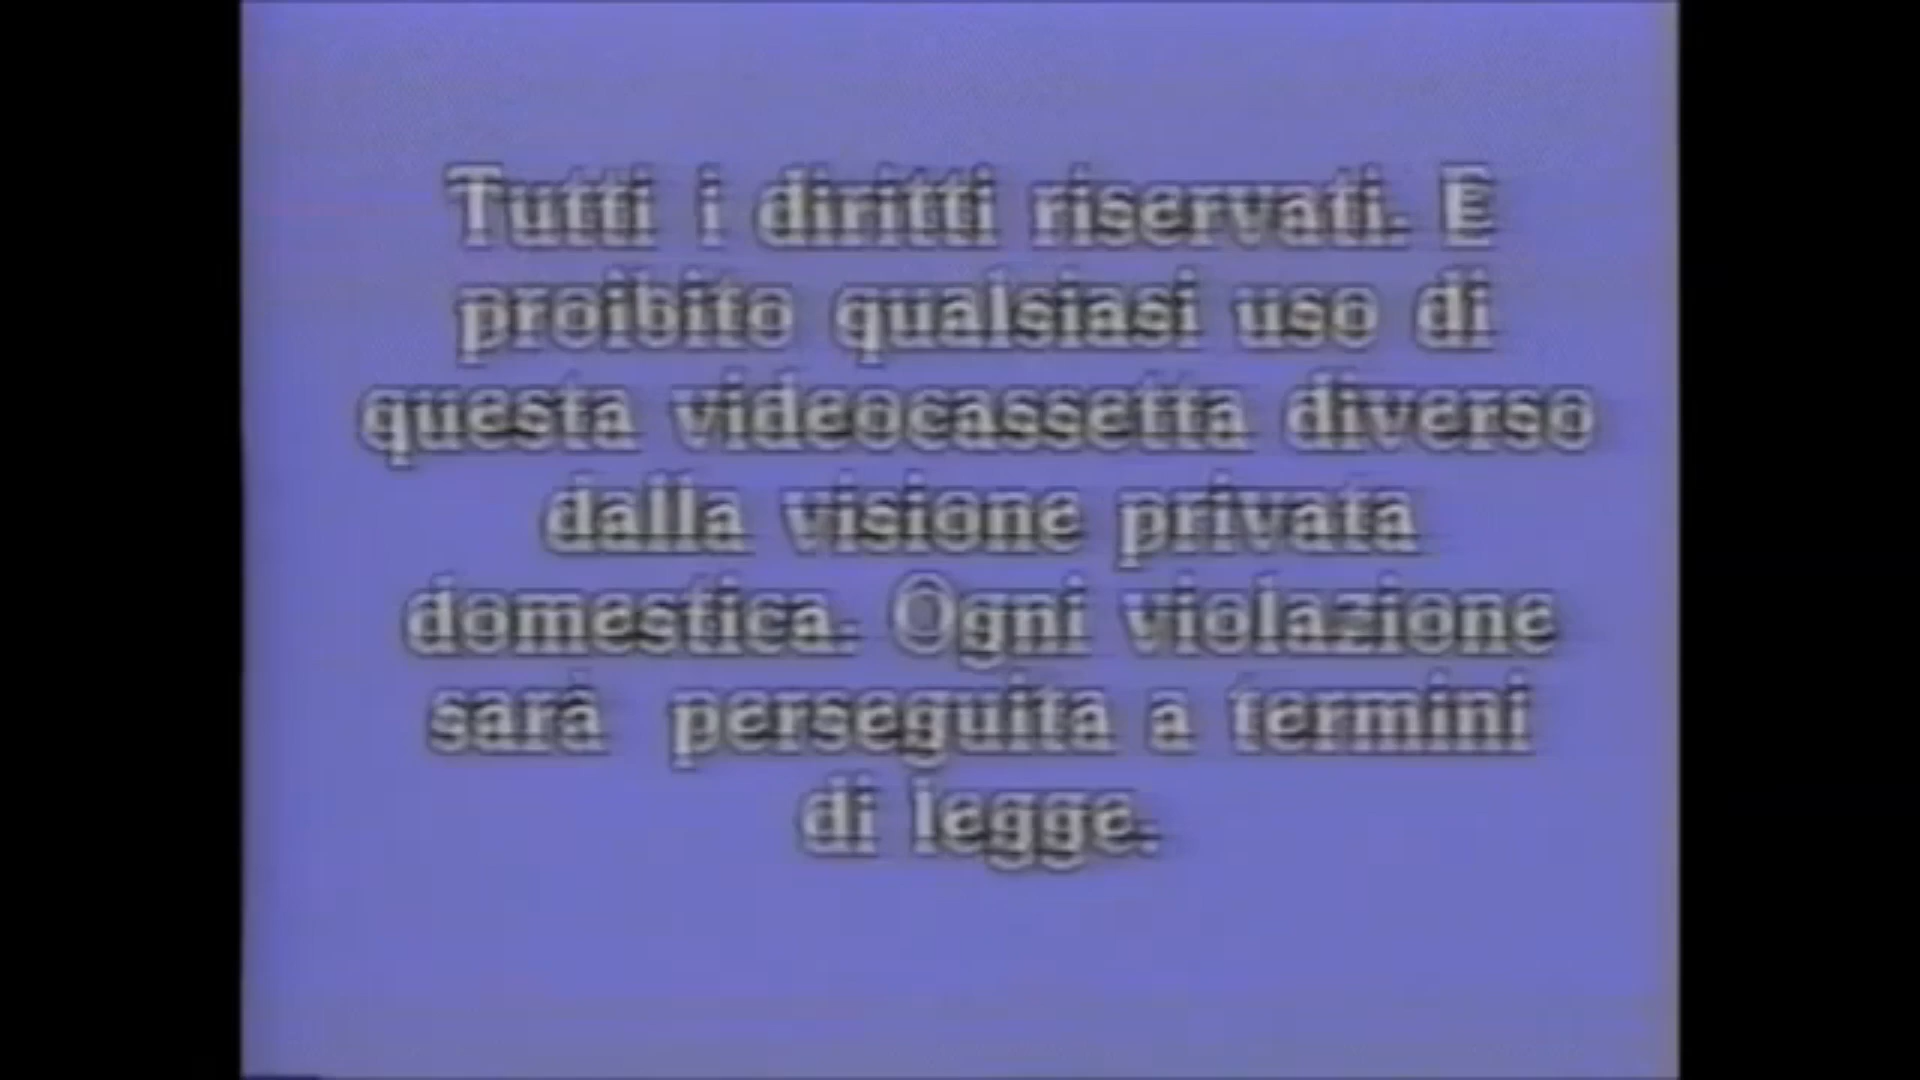 Tutti i diritti riservati. E
proibito qualsiasi uso di
questa videocassetta diverso
dalla visione privata
domestica. Ogni violazione
sarà perseguita a termini
di legge.